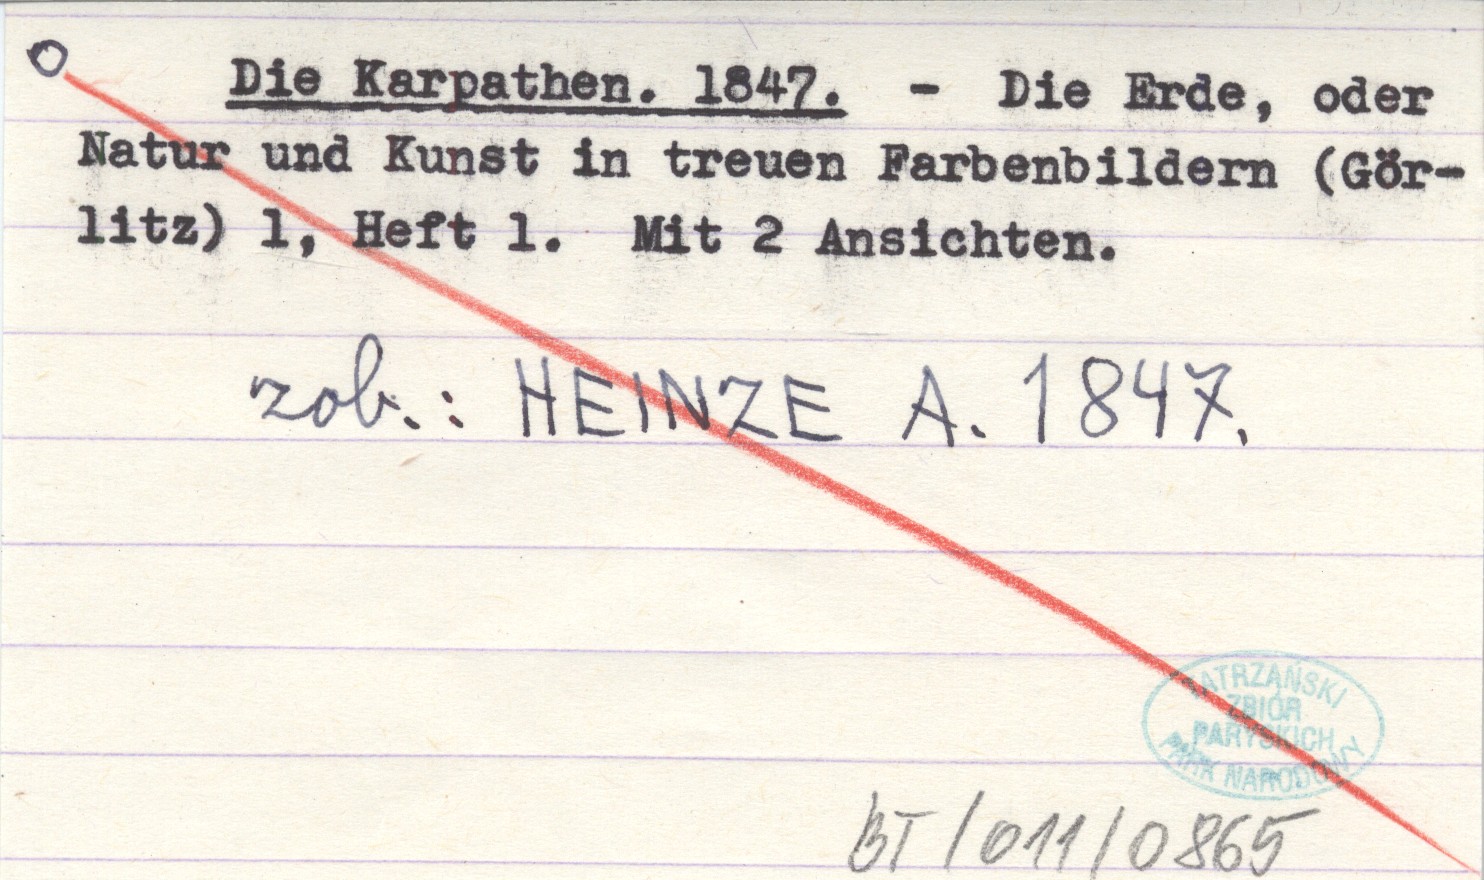 Die Karpathen. 1847. - Die Erde, oder
Natur und Kunst in treuen Farbenbildern (Gör-
litz) 1, Heft 1. Mit 2 Ansichten.
zob.: HEINZE A. 1847.
TATRZAŃSKI
ZBIÓR
PARYSKICH
PARK NARODOWY
BT/011/0865